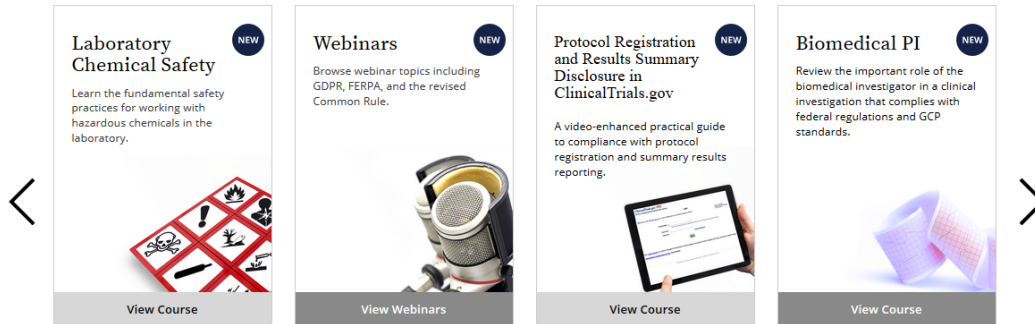 Laboratory
Chemical Safety
NEW
Learn the fundamental safety
practices for working with
hazardous chemicals in the
laboratory.
View Course
Webinars
NEW
Browse webinar topics including
GDPR, FERPA, and the revised
Common Rule.
View Webinars
Protocol Registration
and Results Summary
Disclosure in
ClinicalTrials.gov
NEW
A video-enhanced practical guide
to compliance with protocol
registration and summary results
reporting.
View Course
Biomedical PI
NEW
Review the important role of the
biomedical investigator in a clinical
investigation that complies with
federal regulations and GCP
standards.
View Course